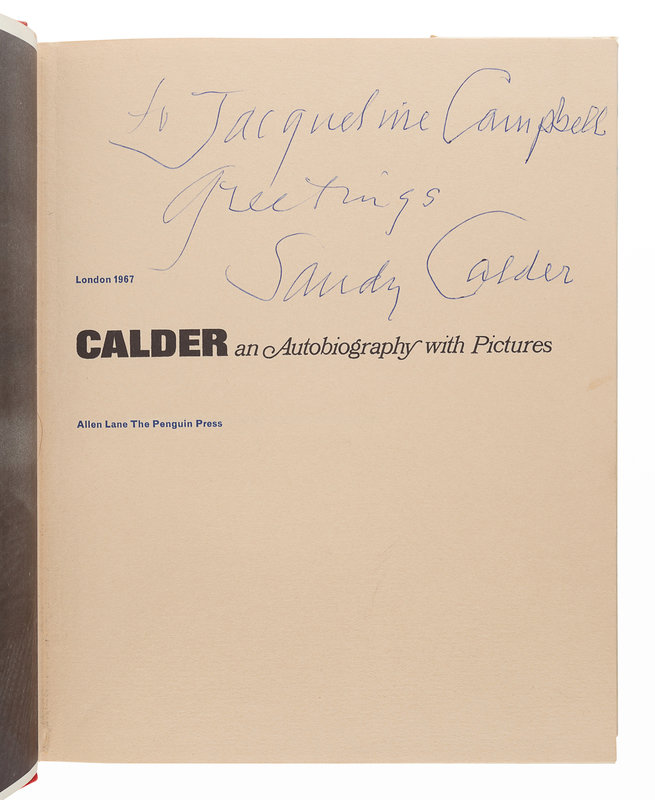 to Jacqueline Campbell
Greetings
Sandy Calder
London 1967
CALDER an Autobiography with Pictures
Allen Lane The Penguin Press